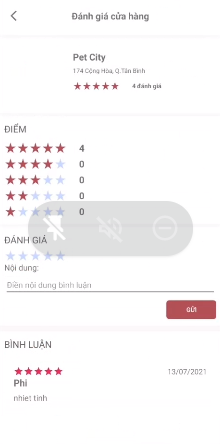 Đánh giá cửa hàng
Pet City
174 Cộng Hòa, Q.Tân Bình
4 đánh giá
ĐIỂM
4
0
0
0
0
ĐÁNH GIÁ
Nội dung:
Điền nội dung bình luận
GỬI
BÌNH LUẬN
13/07/2021
Phi
nhiet tinh